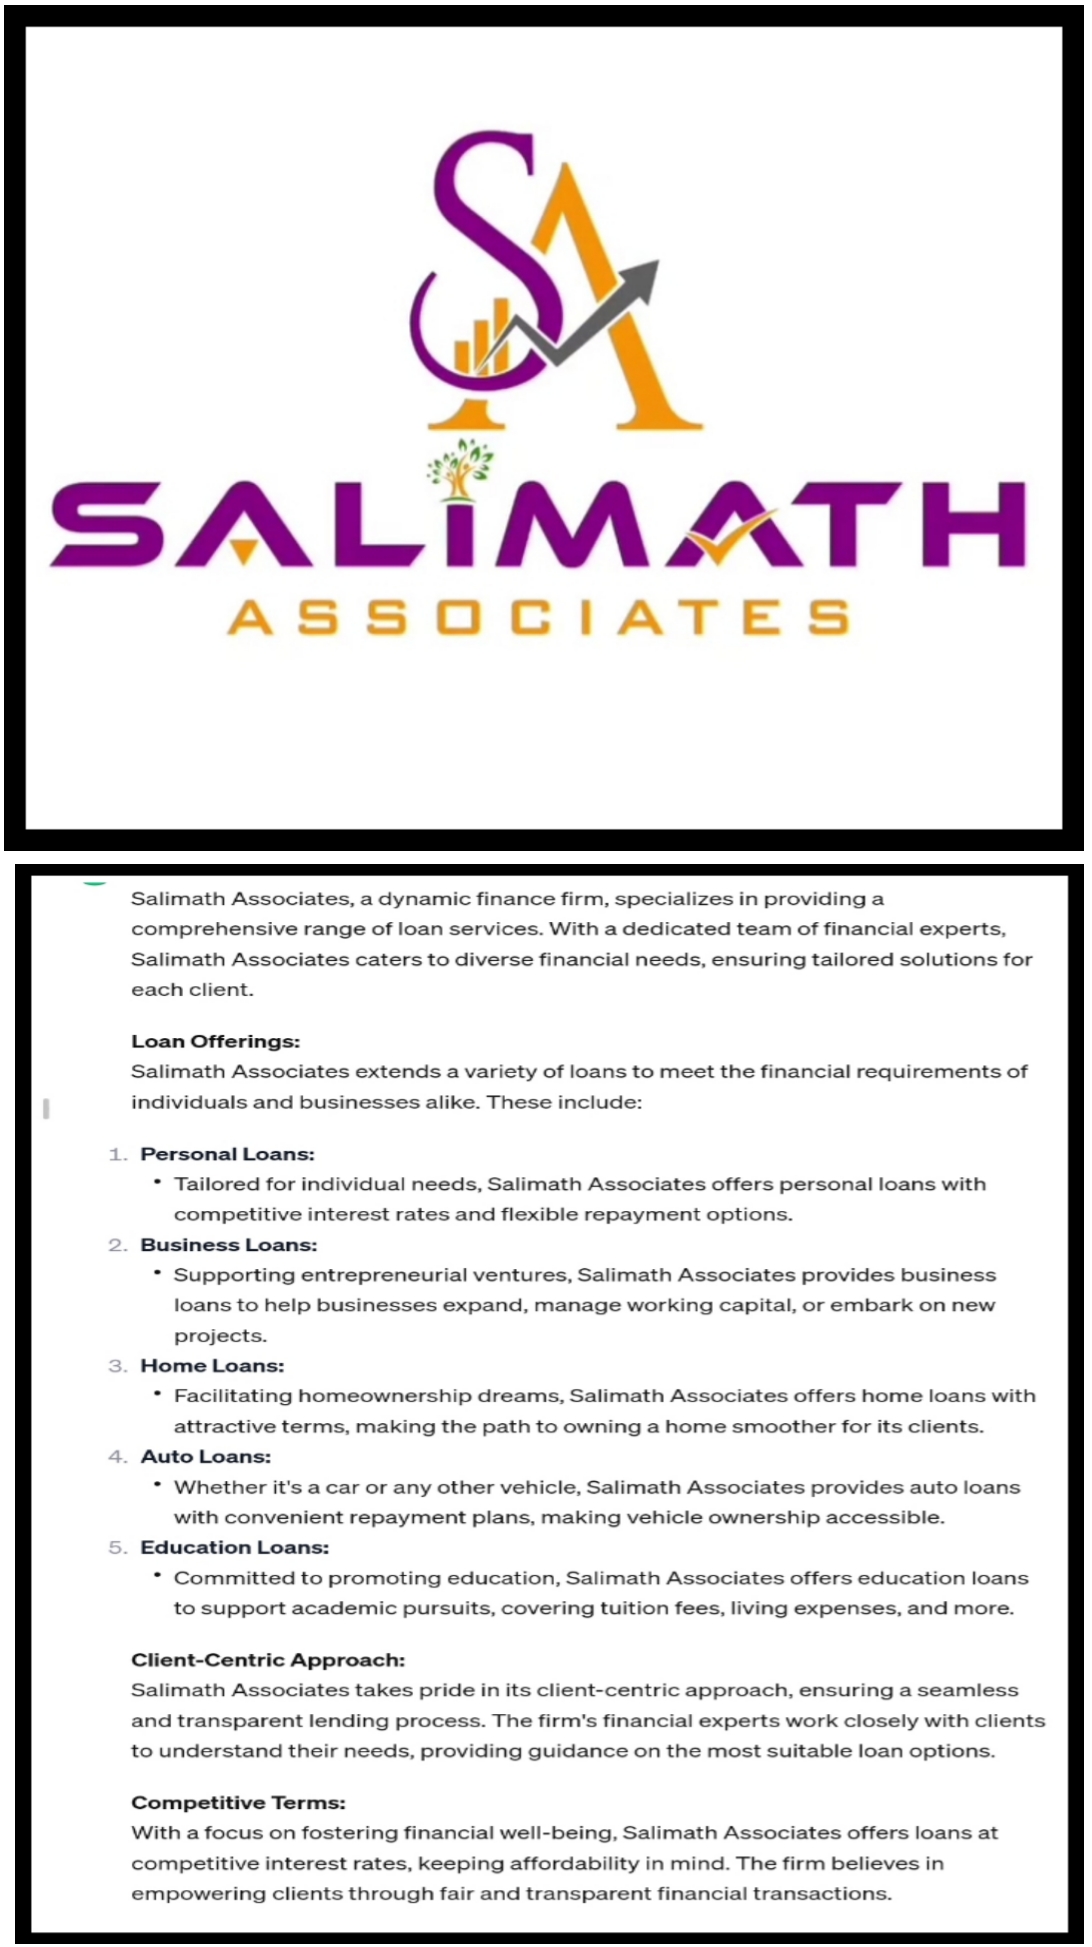 SA
SALiMATH
ASSOCIATES
Salimath Associates, a dynamic finance firm, specializes in providing a
comprehensive range of loan services. With a dedicated team of financial experts,
Salimath Associates caters to diverse financial needs, ensuring tailored solutions for
each client.
Loan Offerings:
Salimath Associates extends a variety of loans to meet the financial requirements of
individuals and businesses alike. These include:
1. Personal Loans:
• Tailored for individual needs, Salimath Associates offers personal loans with
competitive interest rates and flexible repayment options.
2. Business Loans:
• Supporting entrepreneurial ventures, Salimath Associates provides business
loans to help businesses expand, manage working capital, or embark on new
projects.
3. Home Loans:
• Facilitating homeownership dreams, Salimath Associates offers home loans with
attractive terms, making the path to owning a home smoother for its clients.
4. Auto Loans:
• Whether it's a car or any other vehicle, Salimath Associates provides auto loans
with convenient repayment plans, making vehicle ownership accessible.
5. Education Loans:
• Committed to promoting education, Salimath Associates offers education loans
to support academic pursuits, covering tuition fees, living expenses, and more.
Client-Centric Approach:
Salimath Associates takes pride in its client-centric approach, ensuring a seamless
and transparent lending process. The firm's financial experts work closely with clients
to understand their needs, providing guidance on the most suitable loan options.
Competitive Terms:
With a focus on fostering financial well-being, Salimath Associates offers loans at
competitive interest rates, keeping affordability in mind. The firm believes in
empowering clients through fair and transparent financial transactions.